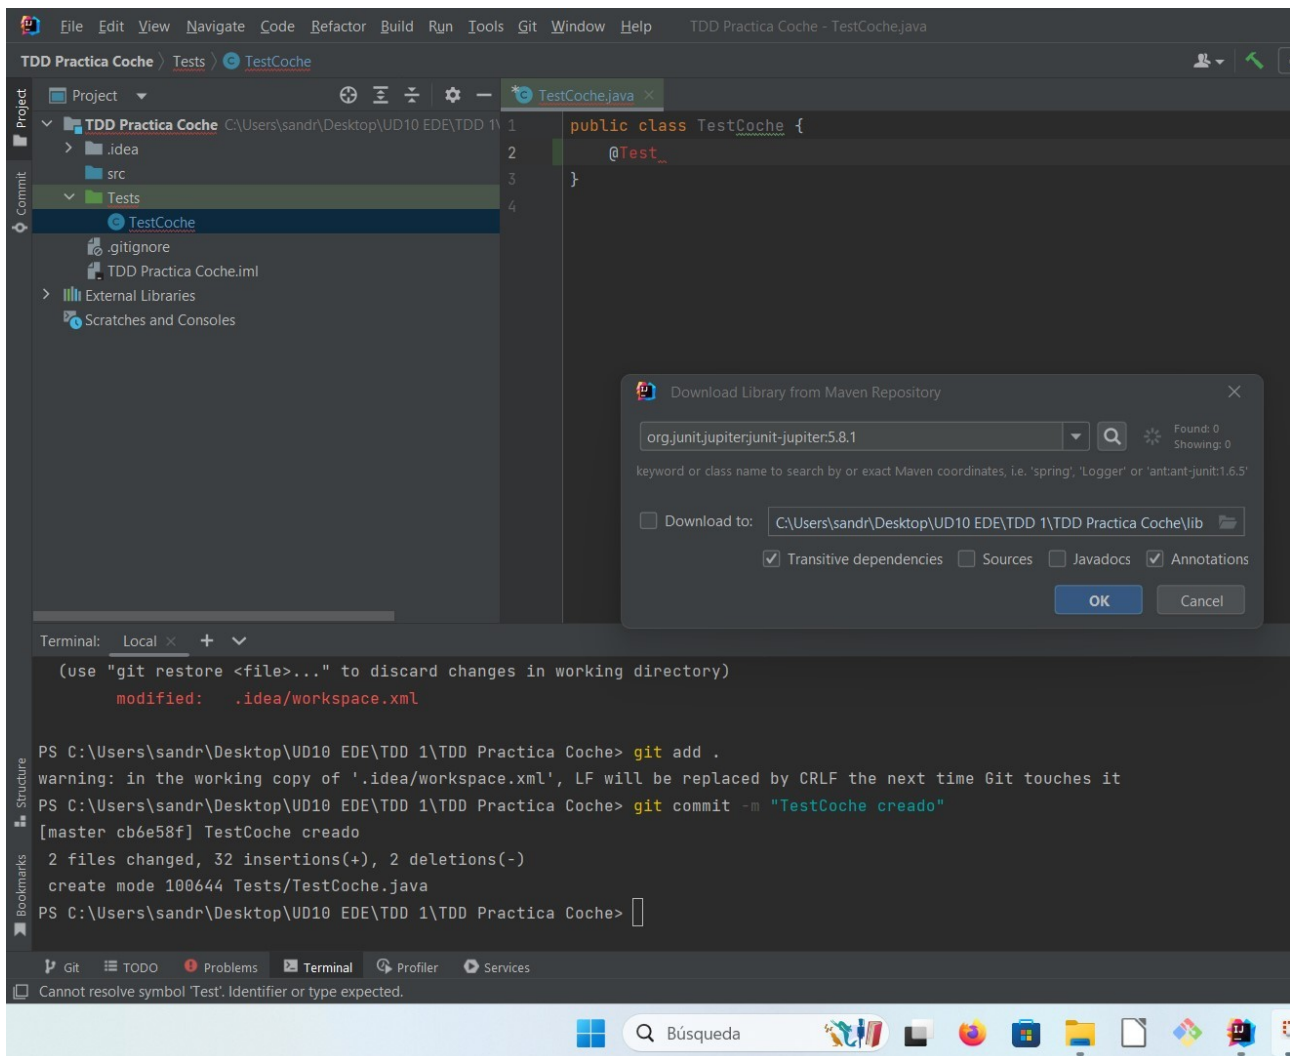 File Edit View Navigate Code Refactor Build Run Tools Git Window Help TDD Practica Coche - TestCoche.java
TDD Practica Coche Tests TestCoche
Project
Project
TestCoche.java
TDD Practica Coche C:\Users\sandr\Desktop\UD10 EDE\TDD 1\
.idea
src
Tests
TestCoche
.gitignore
TDD Practica Coche.iml
External Libraries
Scratches and Consoles
Commit
1 public class TestCoche {
2 @Test_
3 }
4
Download Library from Maven Repository
org.junit.jupiter:junit-jupiter:5.8.1
Found: 0
Showing: 0
keyword or class name to search by or exact Maven coordinates, i.e. 'spring', 'Logger' or 'ant:ant-junit:1.6.5'
Download to: C:\Users\sandr\Desktop\UD10 EDE\TDD 1\TDD Practica Coche\lib
Transitive dependencies Sources Javadocs Annotations
OK Cancel
Terminal: Local
(use "git restore <file>..." to discard changes in working directory)
modified: .idea/workspace.xml
PS C:\Users\sandr\Desktop\UD10 EDE\TDD 1\TDD Practica Coche> git add .
warning: in the working copy of '.idea/workspace.xml', LF will be replaced by CRLF the next time Git touches it
PS C:\Users\sandr\Desktop\UD10 EDE\TDD 1\TDD Practica Coche> git commit -m "TestCoche creado"
[master cb6e58f] TestCoche creado
2 files changed, 32 insertions(+), 2 deletions(-)
create mode 100644 Tests/TestCoche.java
PS C:\Users\sandr\Desktop\UD10 EDE\TDD 1\TDD Practica Coche>
Structure
Bookmarks
Git TODO Problems Terminal Profiler Services
Cannot resolve symbol 'Test'. Identifier or type expected.
Búsqueda